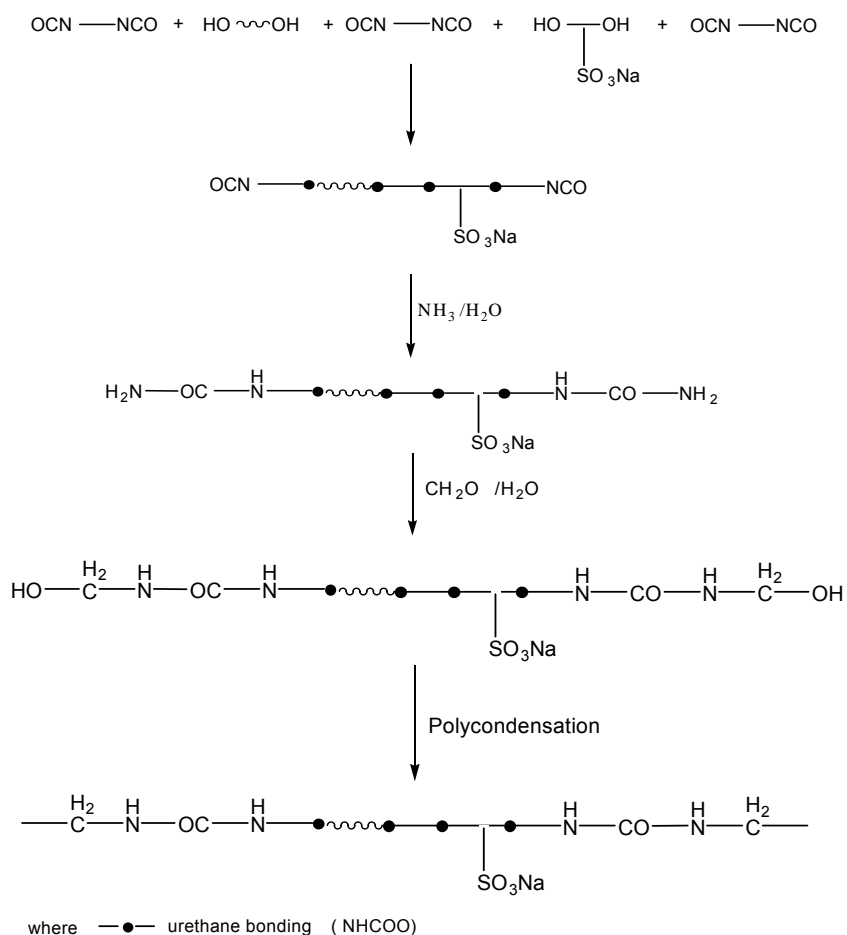 OCN NCO + HO OH + OCN NCO + HO OH + OCN NCO
SO3Na
OCN NCO
SO3Na
NH3/H2O
H2N OC H N H N CO NH2
SO3Na
CH2O /H2O
HO H2 C H N OC H N H N CO H N H2 C OH
SO3Na
Polycondensation
H2 C H N OC H N H N CO H N H2 C
SO3Na
where urethane bonding ( NHCOO)